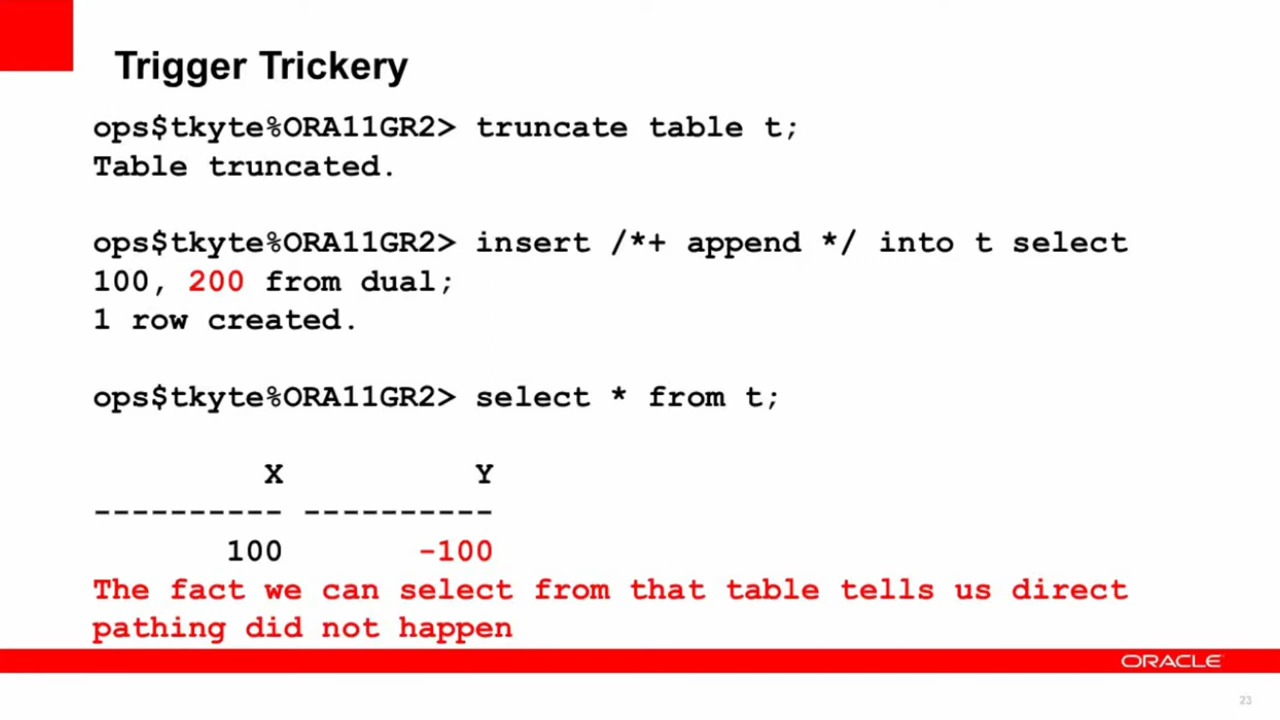 Trigger Trickery
ops$tkyte%ORA11GR2> truncate table t;
Table truncated.
ops$tkyte%ORA11GR2> insert /*+ append */ into t select
100, 200 from dual;
1 row created.
ops$tkyte%ORA11GR2> select * from t;
X Y
---------- ----------
100 -100
The fact we can select from that table tells us direct
pathing did not happen
ORACLE
23